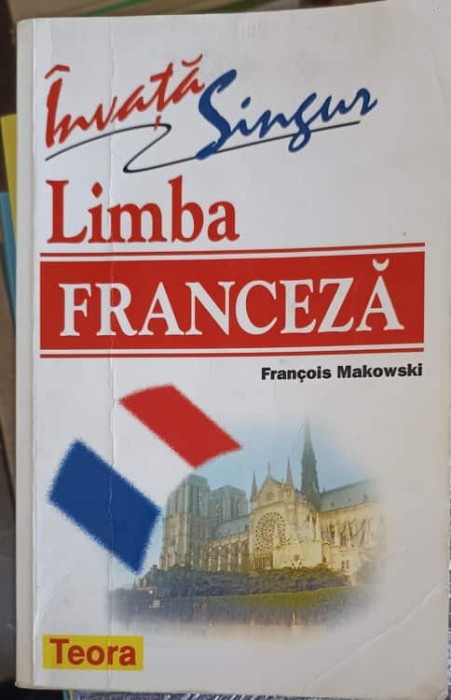 Învață Singur
Limba
FRANCEZĂ
François Makowski
Teora